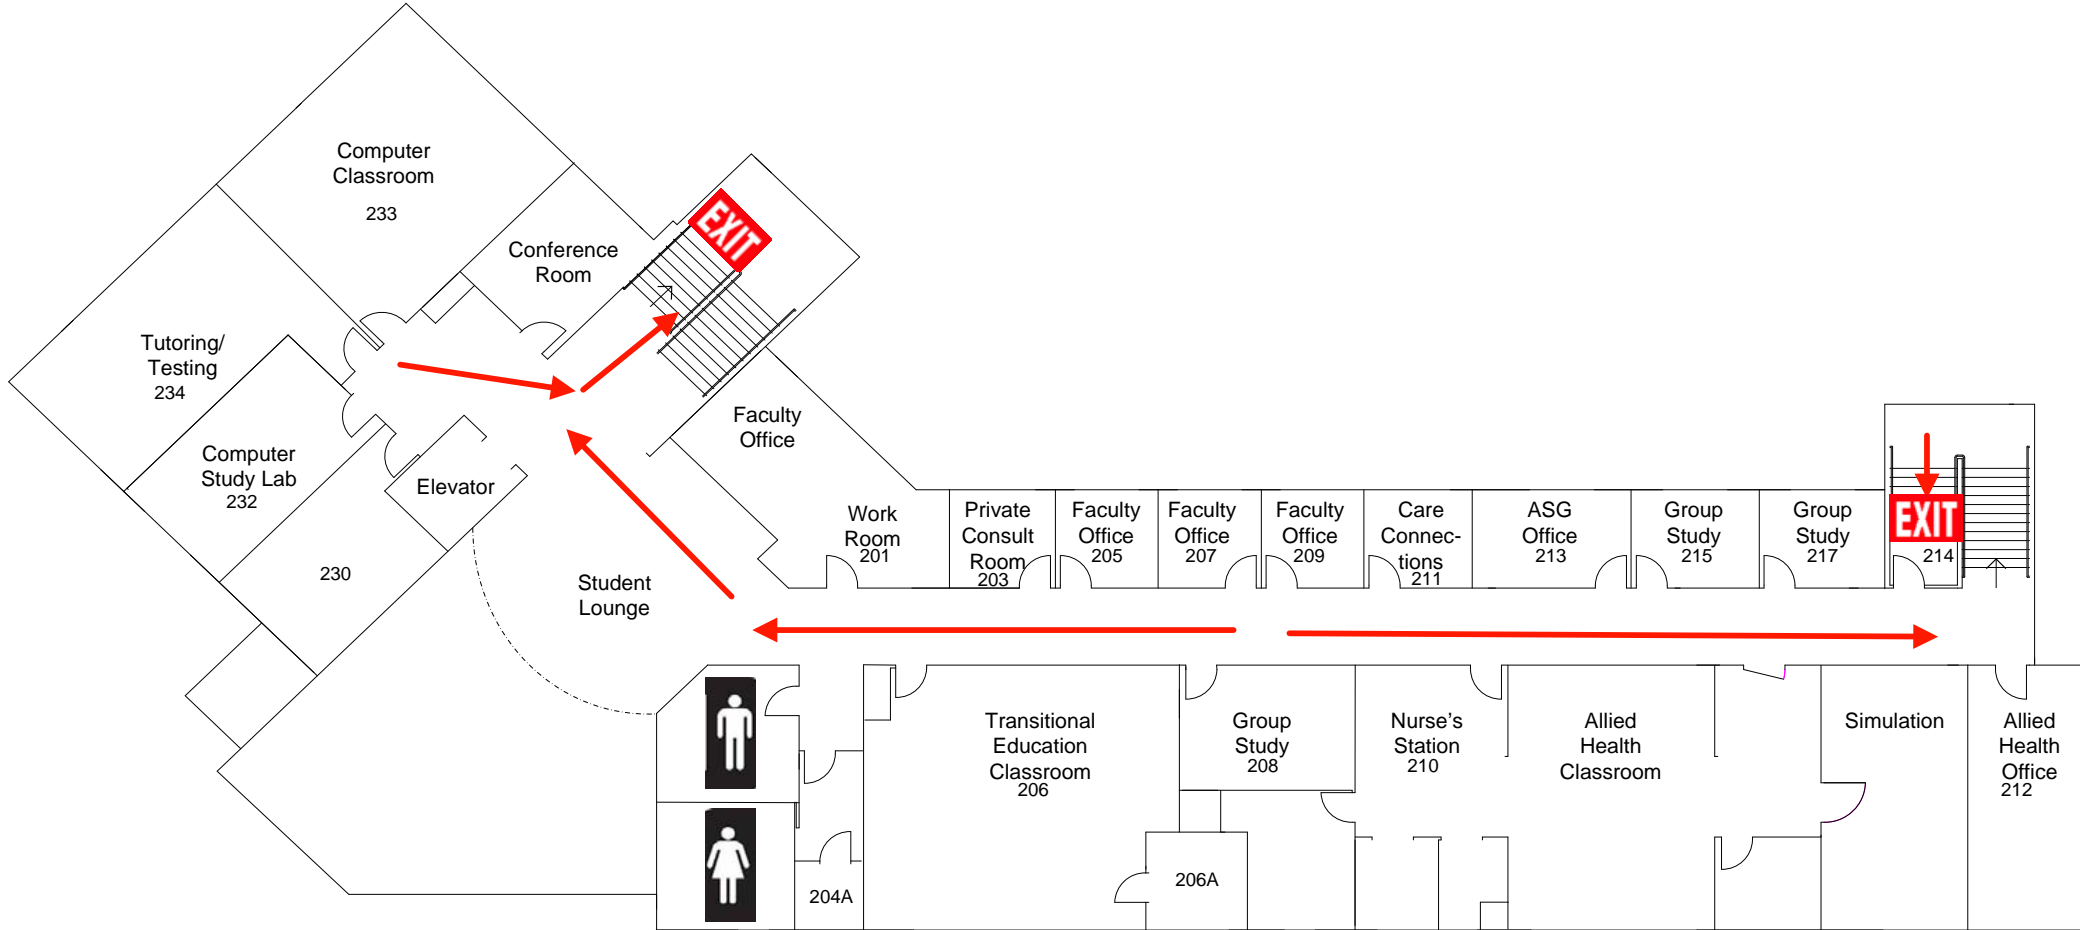 Computer
Classroom
233
EXIT
Conference
Room
Tutoring/
Testing
234
Computer
Study Lab
232
Elevator
230
Student
Lounge
Faculty
Office
Work
Room
201
Private
Consult
Room
203
Faculty
Office
205
Faculty
Office
207
Faculty
Office
209
Care
Connec-
tions
211
ASG
Office
213
Group
Study
215
Group
Study
217
EXIT
214
204A
Transitional
Education
Classroom
206
206A
Group
Study
208
Nurse's
Station
210
Allied
Health
Classroom
Simulation
Allied
Health
Office
212